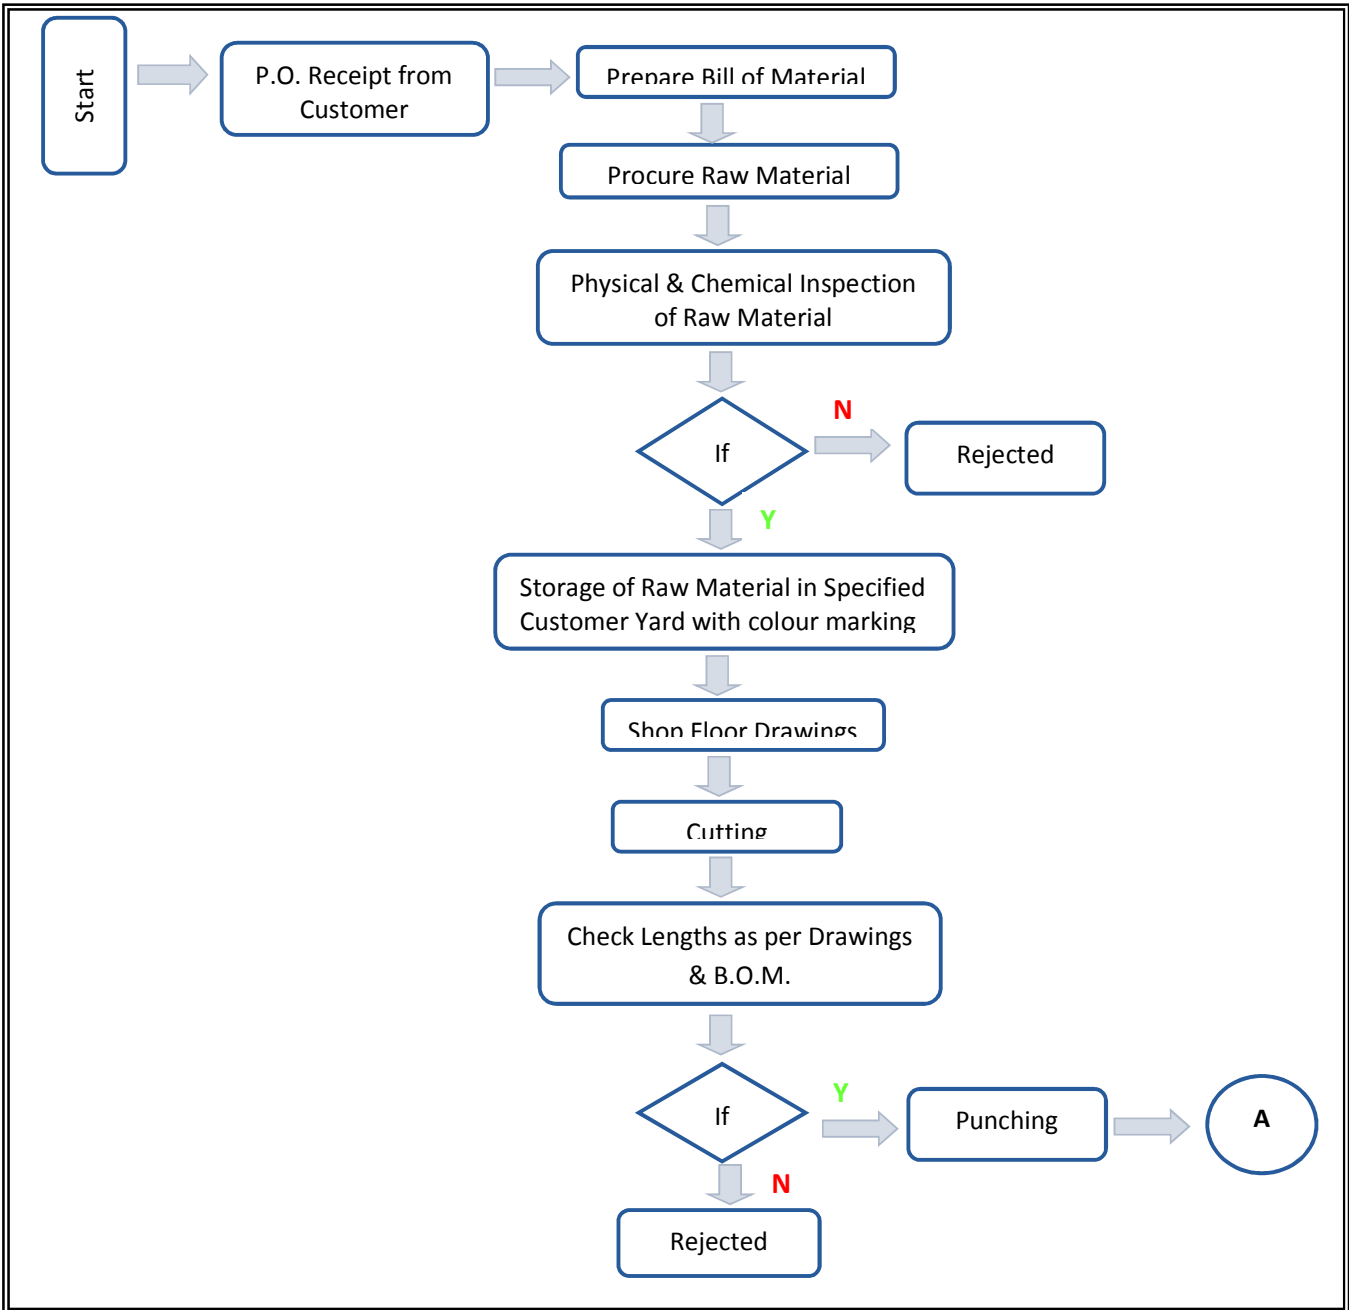 Start
P.O. Receipt from
Customer
Prepare Bill of Material
Procure Raw Material
Physical & Chemical Inspection
of Raw Material
If
N
Rejected
Y
Storage of Raw Material in Specified
Customer Yard with colour marking
Shop Floor Drawings
Cutting
Check Lengths as per Drawings
& B.O.M.
If
Y
Punching
A
N
Rejected